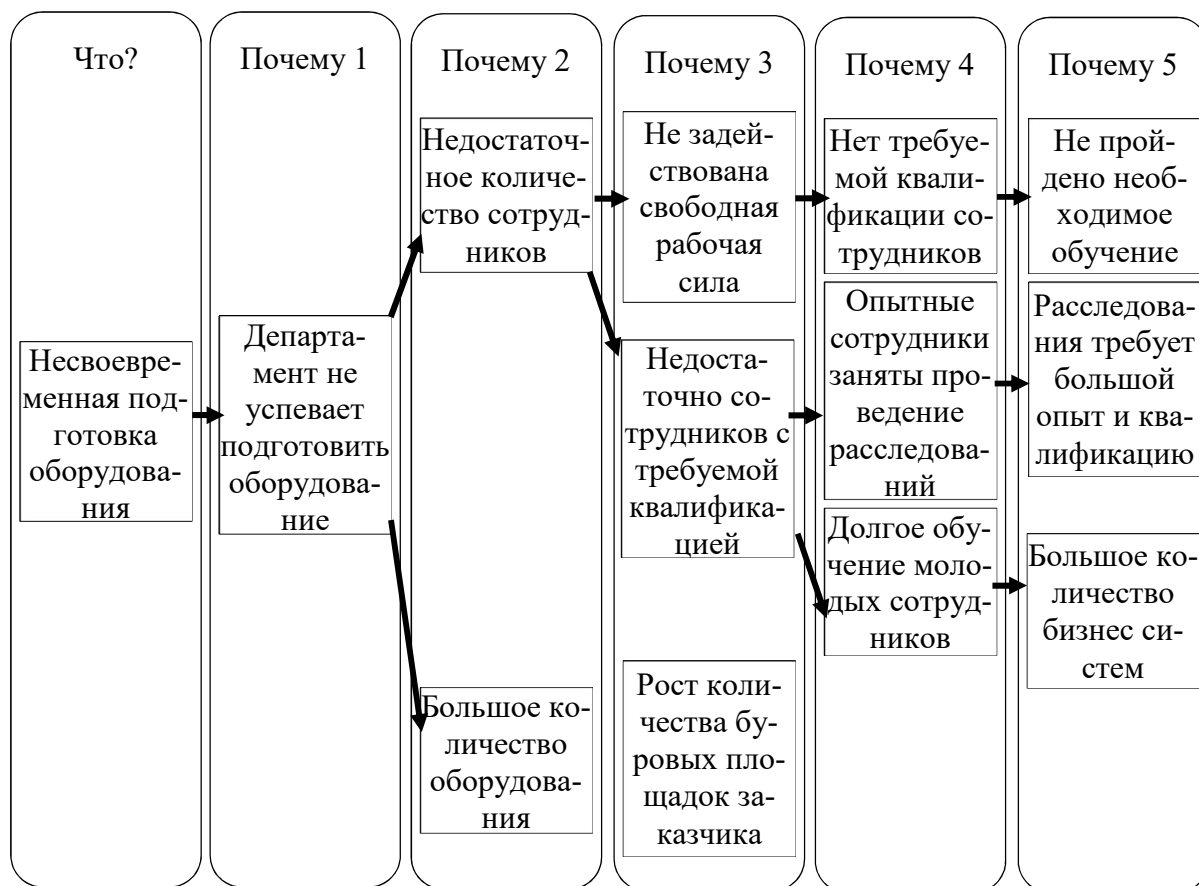 Что?
Несвоевре-
менная под-
готовка
оборудова-
ния
Почему 1
Департа-
мент не
успевает
подготовить
оборудова-
ние
Почему 2
Недостаточ-
ное количе-
ство сотруд-
ников
Большое ко-
личество
оборудова-
ния
Почему 3
Не задей-
ствована
свободная
рабочая
сила
Недоста-
точно со-
трудников с
требуемой
квалифика-
цией
Рост коли-
чества бу-
ровых пло-
щадок за-
казчика
Почему 4
Нет требуе-
мой квали-
фикации со-
трудников
Опытные
сотрудники
заняты про-
ведение
расследова-
ний
Долгое обу-
чение моло-
дых сотруд-
ников
Почему 5
Не прой-
дено необ-
ходимое
обучение
Расследова-
ния требует
большой
опыт и ква-
лификацию
Большое ко-
личество
бизнес си-
стем